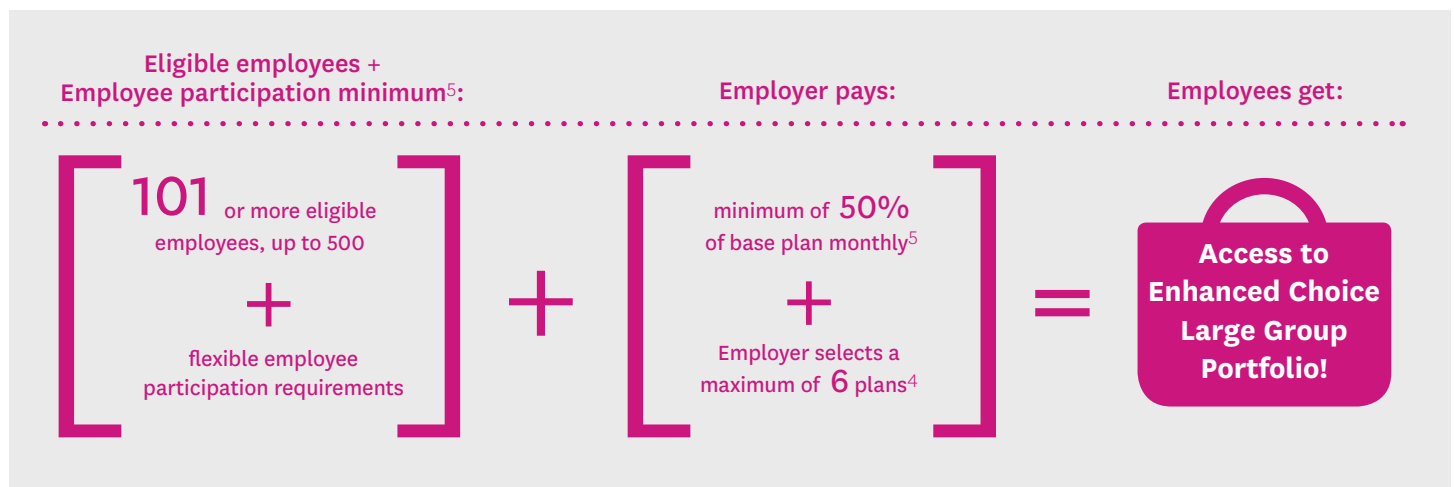 Eligible employees +
Employee participation minimum5:
Employer pays:
Employees get:
101 or more eligible
employees, up to 500
+
flexible employee
participation requirements
+
minimum of 50%
of base plan monthly5
+
Employer selects a
maximum of 6 plans4
=
Access to
Enhanced Choice
Large Group
Portfolio!